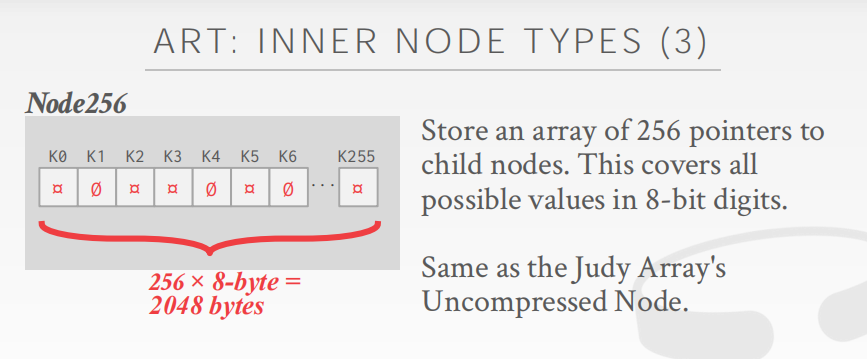 ART: INNER NODE TYPES (3)
Node256
K0 K1 K2 K3 K4 K5 K6 K255
¤ Ø ¤ ¤ Ø ¤ Ø ··· ¤
256 × 8-byte =
2048 bytes
Store an array of 256 pointers to
child nodes. This covers all
possible values in 8-bit digits.
Same as the Judy Array's
Uncompressed Node.